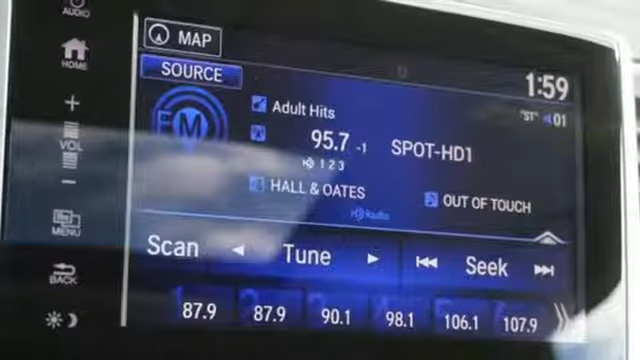 AUDIO
MAP
HOME
SOURCE
1:59
"ST" 01
+
Adult Hits
VOL
FM
95.7 -1 SPOT-HD1
HD 1 2 3
−
HALL & OATES OUT OF TOUCH
HD Radio
MENU
Scan Tune Seek
BACK
87.9 87.9 90.1 98.1 106.1 107.9